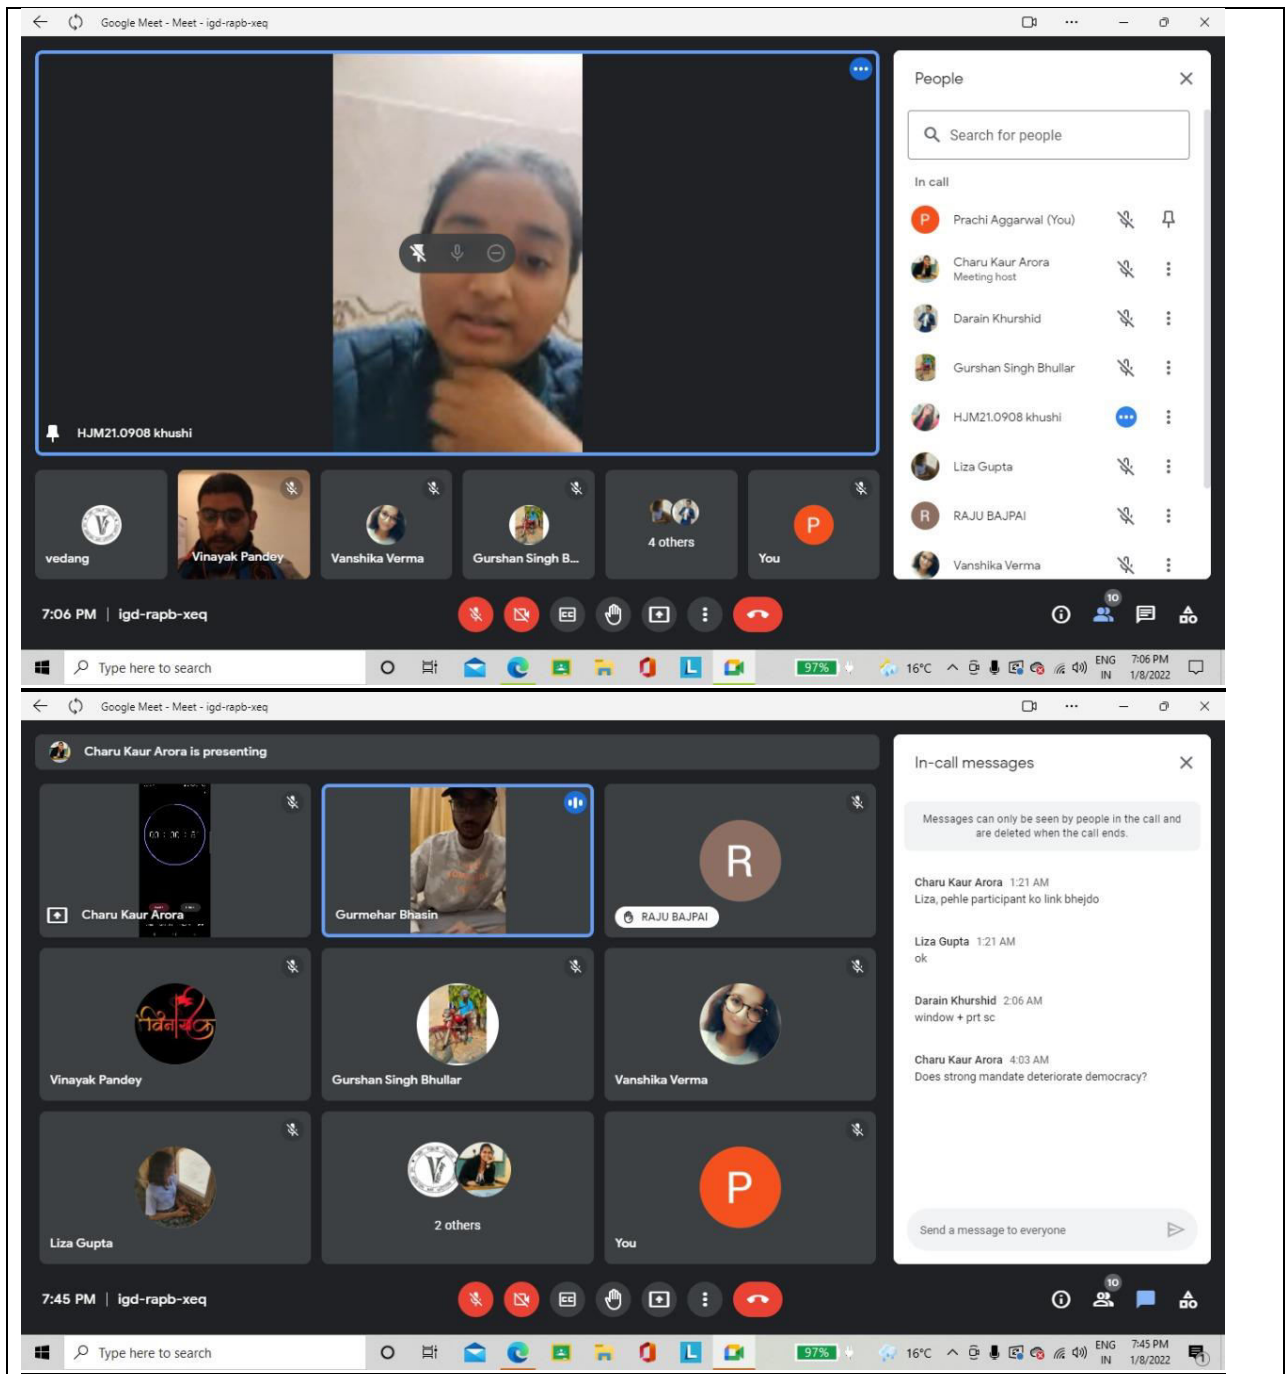 Google Meet - Meet - igd-rapb-xeq
HJM21.0908 khushi
vedang
Vinayak Pandey
Vanshika Verma
Gurshan Singh B...
4 others
P
You
7:06 PM | igd-rapb-xeq
People
Search for people
In call
P Prachi Aggarwal (You)
Charu Kaur Arora
Meeting host
Darain Khurshid
Gurshan Singh Bhullar
HJM21.0908 khushi
Liza Gupta
R RAJU BAJPAI
Vanshika Verma
10
Type here to search
97%
16°C
ENG
IN
7:06 PM
1/8/2022
Google Meet - Meet - igd-rapb-xeq
Charu Kaur Arora is presenting
Charu Kaur Arora
Gurmehar Bhasin
R
RAJU BAJPAI
विनायक
Vinayak Pandey
Gurshan Singh Bhullar
Vanshika Verma
Liza Gupta
2 others
P
You
7:45 PM | igd-rapb-xeq
In-call messages
Messages can only be seen by people in the call and
are deleted when the call ends.
Charu Kaur Arora 1:21 AM
Liza, pehle participant ko link bhejdo
Liza Gupta 1:21 AM
ok
Darain Khurshid 2:06 AM
window + prt sc
Charu Kaur Arora 4:03 AM
Does strong mandate deteriorate democracy?
Send a message to everyone
10
Type here to search
97%
16°C
ENG
IN
7:45 PM
1/8/2022
1